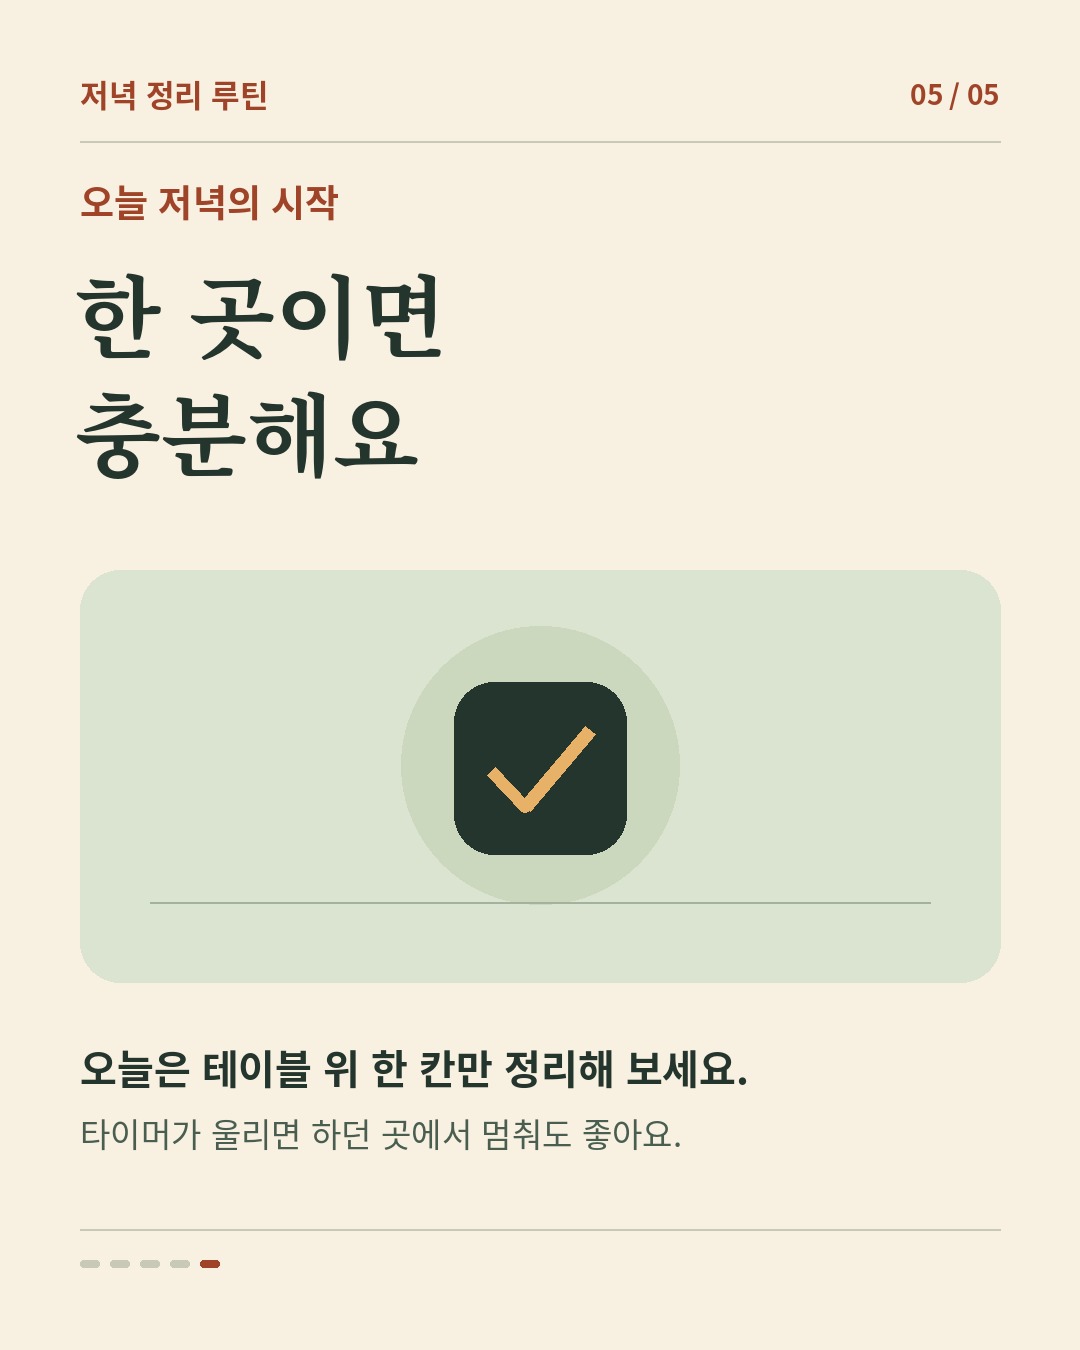 저녁 정리 루틴
05 / 05
오늘 저녁의 시작
한 곳이면
충분해요
오늘은 테이블 위 한 칸만 정리해 보세요.
타이머가 울리면 하던 곳에서 멈춰도 좋아요.